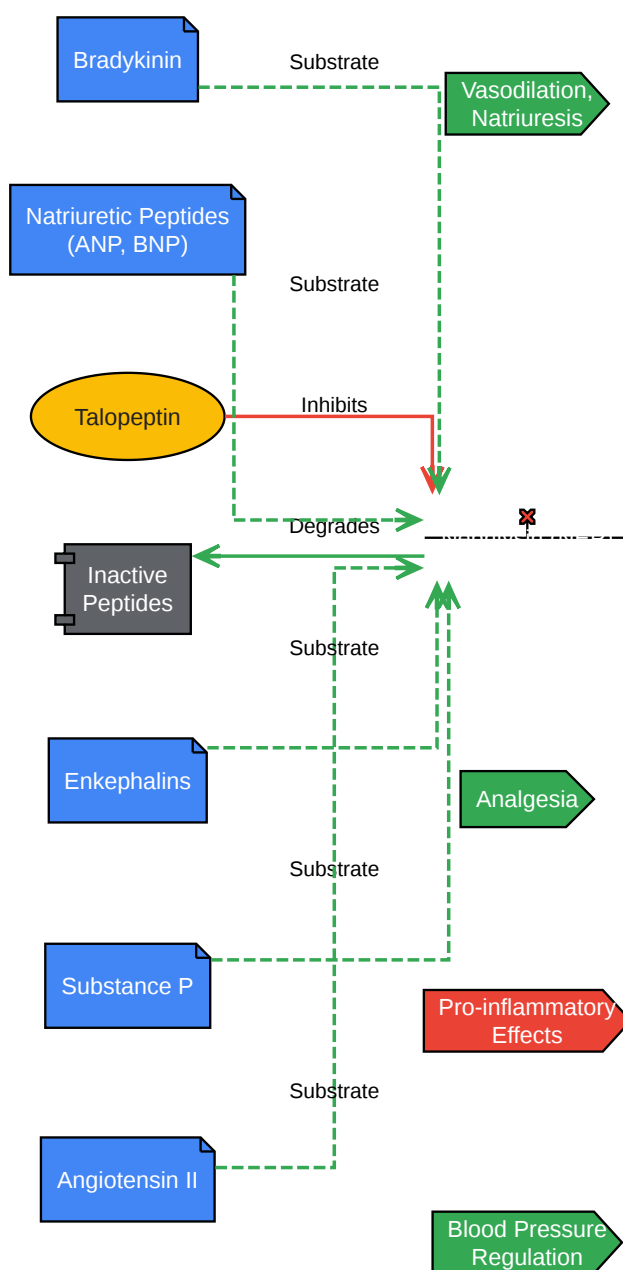 Bradykinin
Substrate
Vasodilation,
Natriuresis
Natriuretic Peptides
(ANP, BNP)
Substrate
Talopeptin
Inhibits
Degrades
Inactive
Peptides
Substrate
Enkephalins
Analgesia
Substrate
Substance P
Pro-inflammatory
Effects
Substrate
Angiotensin II
Blood Pressure
Regulation